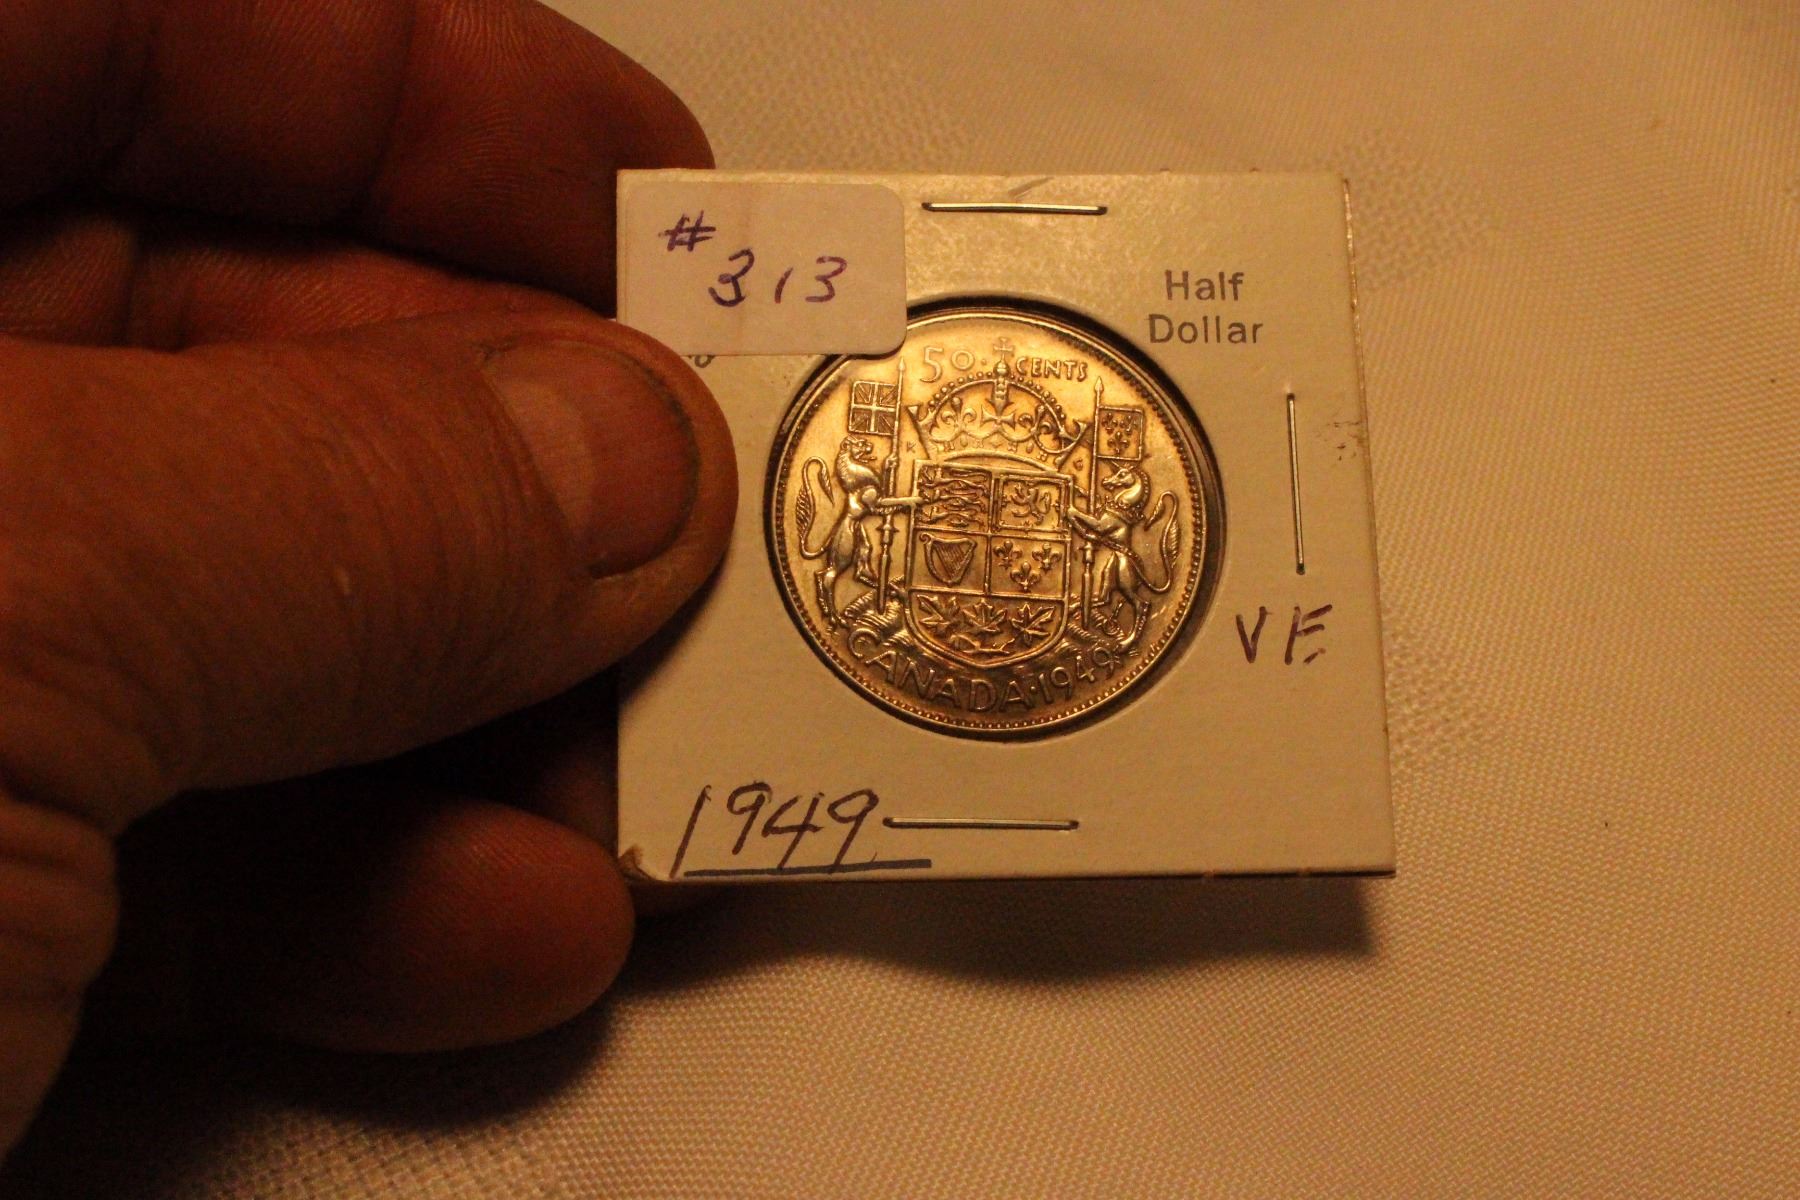 # 313
Half
Dollar
50 · CENTS
K G
CANADA · 1949
VF
1949